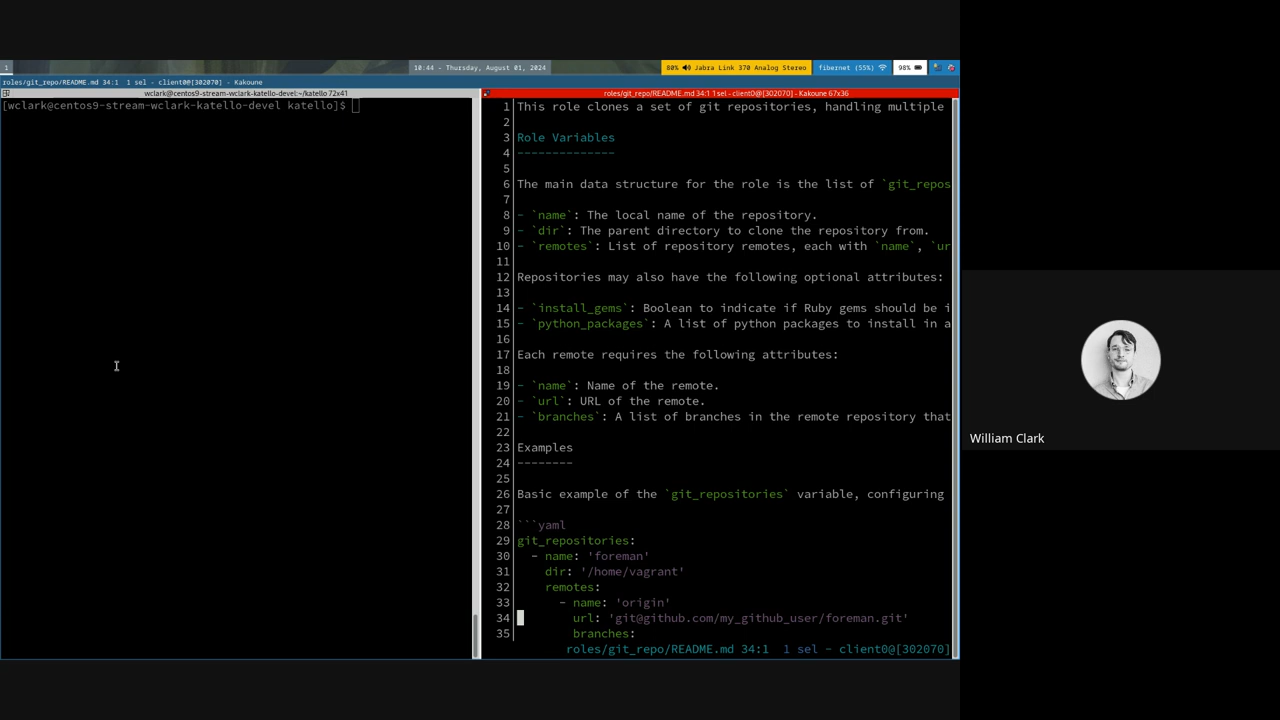 1
10:44 - Thursday, August 01, 2024
80% Jabra Link 370 Analog Stereo
fibernet (55%)
98%
roles/git_repo/README.md 34:1 1 sel - client0@[302070] - Kakoune
wclark@centos9-stream-wclark-katello-devel:~/katello 72x41
[wclark@centos9-stream-wclark-katello-devel katello]$
roles/git_repo/README.md 34:1 1 sel - client0@[302070] - Kakoune 67x36
1 This role clones a set of git repositories, handling multiple
2
3 Role Variables
4 --------------
5
6 The main data structure for the role is the list of `git_repos
7
8 - `name`: The local name of the repository.
9 - `dir`: The parent directory to clone the repository from.
10 - `remotes`: List of repository remotes, each with `name`, `ur
11
12 Repositories may also have the following optional attributes:
13
14 - `install_gems`: Boolean to indicate if Ruby gems should be i
15 - `python_packages`: A list of python packages to install in a
16
17 Each remote requires the following attributes:
18
19 - `name`: Name of the remote.
20 - `url`: URL of the remote.
21 - `branches`: A list of branches in the remote repository that
22
23 Examples
24 --------
25
26 Basic example of the `git_repositories` variable, configuring
27
28 ```yaml
29 git_repositories:
30   - name: 'foreman'
31     dir: '/home/vagrant'
32     remotes:
33       - name: 'origin'
34         url: 'git@github.com/my_github_user/foreman.git'
35         branches:
roles/git_repo/README.md 34:1 1 sel - client0@[302070]
William Clark